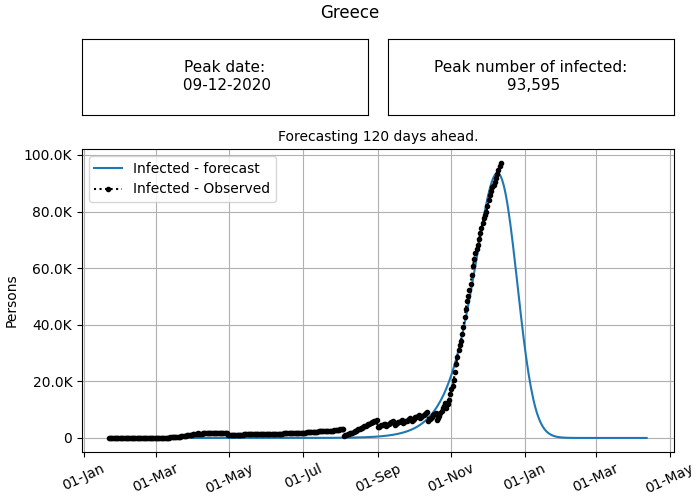 Greece
Peak date:
09-12-2020
Peak number of infected:
93,595
Forecasting 120 days ahead.
100.0K
Infected - forecast
Infected - Observed
80.0K
60.0K
Persons
40.0K
20.0K
0
01-Jan
01-Mar
01-May
01-Jul
01-Sep
01-Nov
01-Jan
01-Mar
01-May